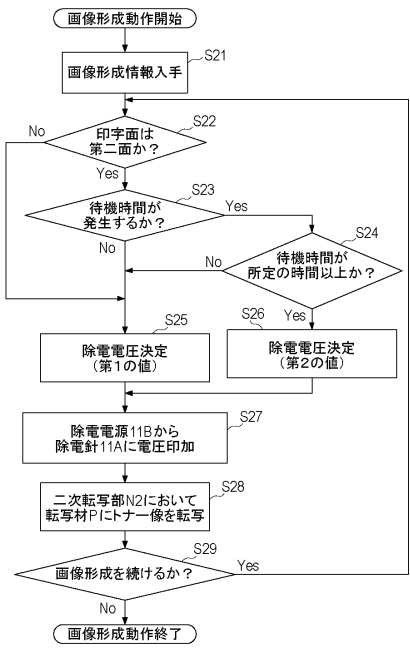 画像形成動作開始
S21
画像形成情報入手
S22
No
印字面は
第二面か?
Yes
S23
待機時間が
発生するか?
Yes
No
S24
待機時間が
所定の時間以上か?
No
Yes
S25
除電電圧決定
(第1の値)
S26
除電電圧決定
(第2の値)
S27
除電電源11Bから
除電針11Aに電圧印加
S28
二次転写部N2において
転写材Pにトナー像を転写
S29
画像形成を続けるか?
Yes
No
画像形成動作終了